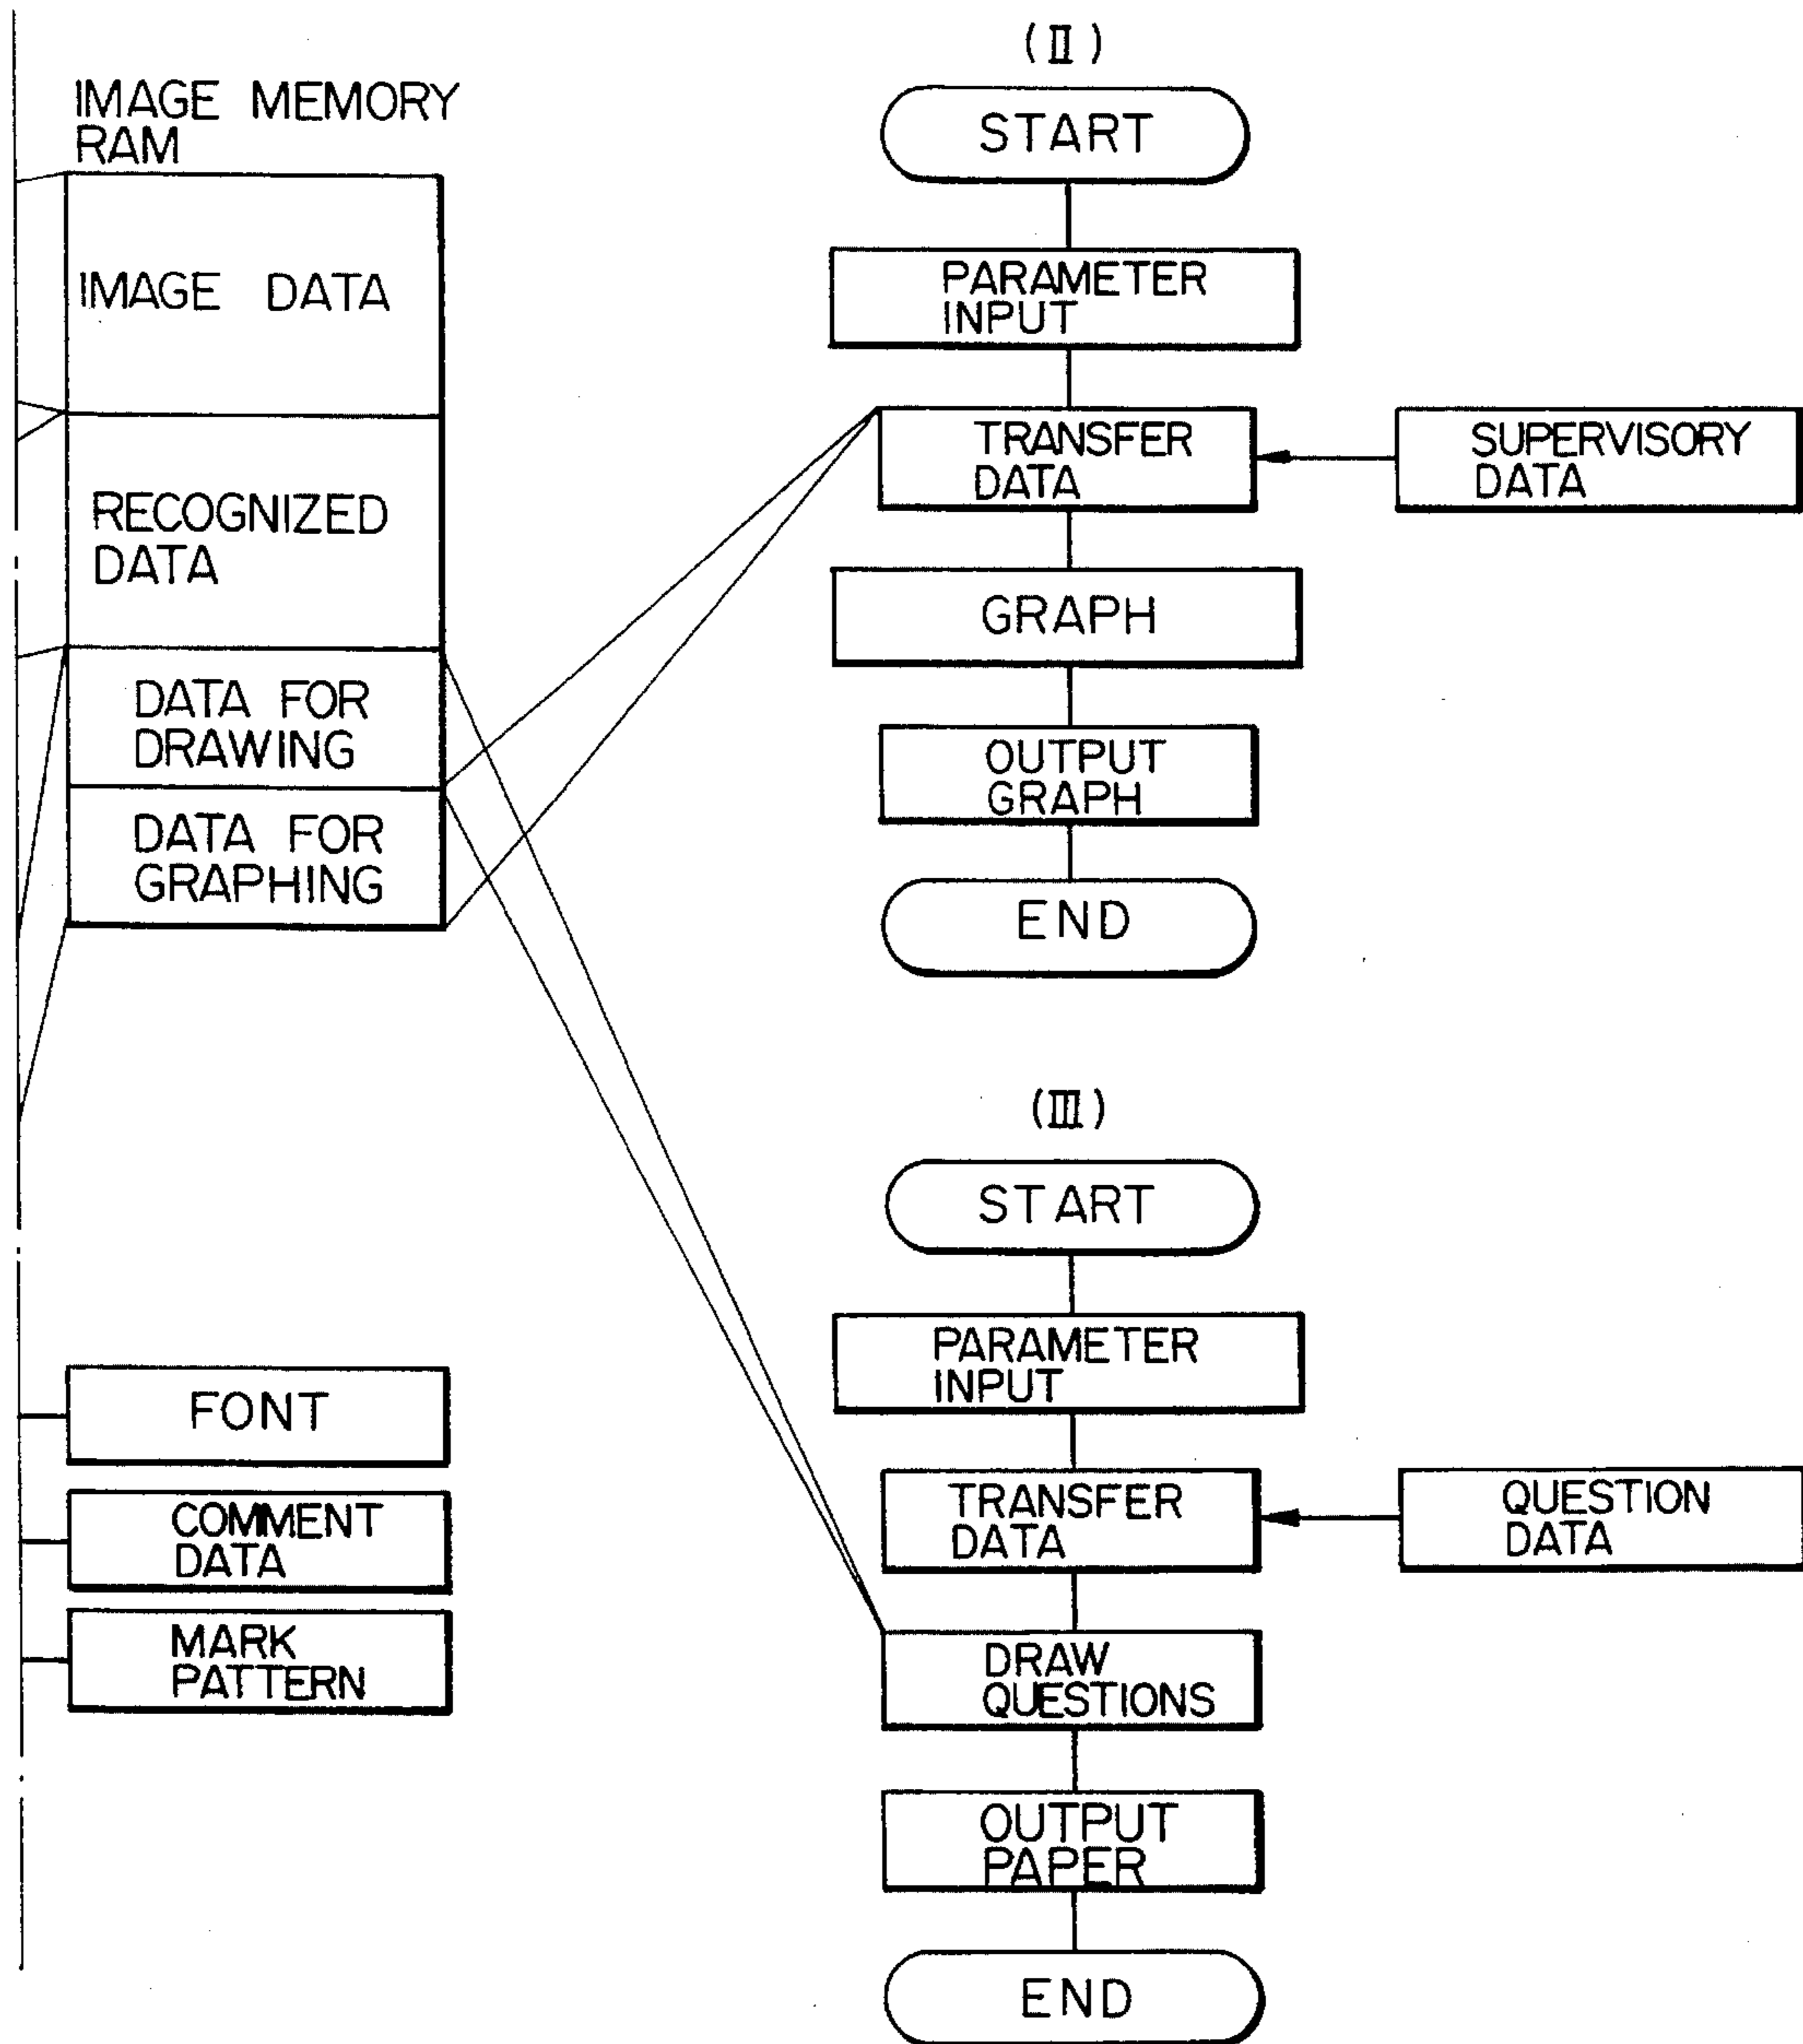 IMAGE MEMORY
RAM
IMAGE DATA
RECOGNIZED
DATA
DATA FOR
DRAWING
DATA FOR
GRAPHING
FONT
COMMENT
DATA
MARK
PATTERN
(II)
START
PARAMETER
INPUT
TRANSFER
DATA
SUPERVISORY
DATA
GRAPH
OUTPUT
GRAPH
END
(III)
START
PARAMETER
INPUT
TRANSFER
DATA
QUESTION
DATA
DRAW
QUESTIONS
OUTPUT
PAPER
END